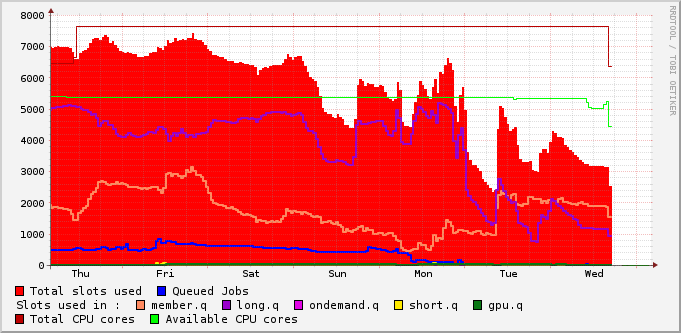 RRDTOOL / TOBI OETIKER
8000
7000
6000
5000
4000
3000
2000
1000
0
Thu Fri Sat Sun Mon Tue Wed
Total slots used Queued Jobs
Slots used in : member.q long.q ondemand.q short.q gpu.q
Total CPU cores Available CPU cores